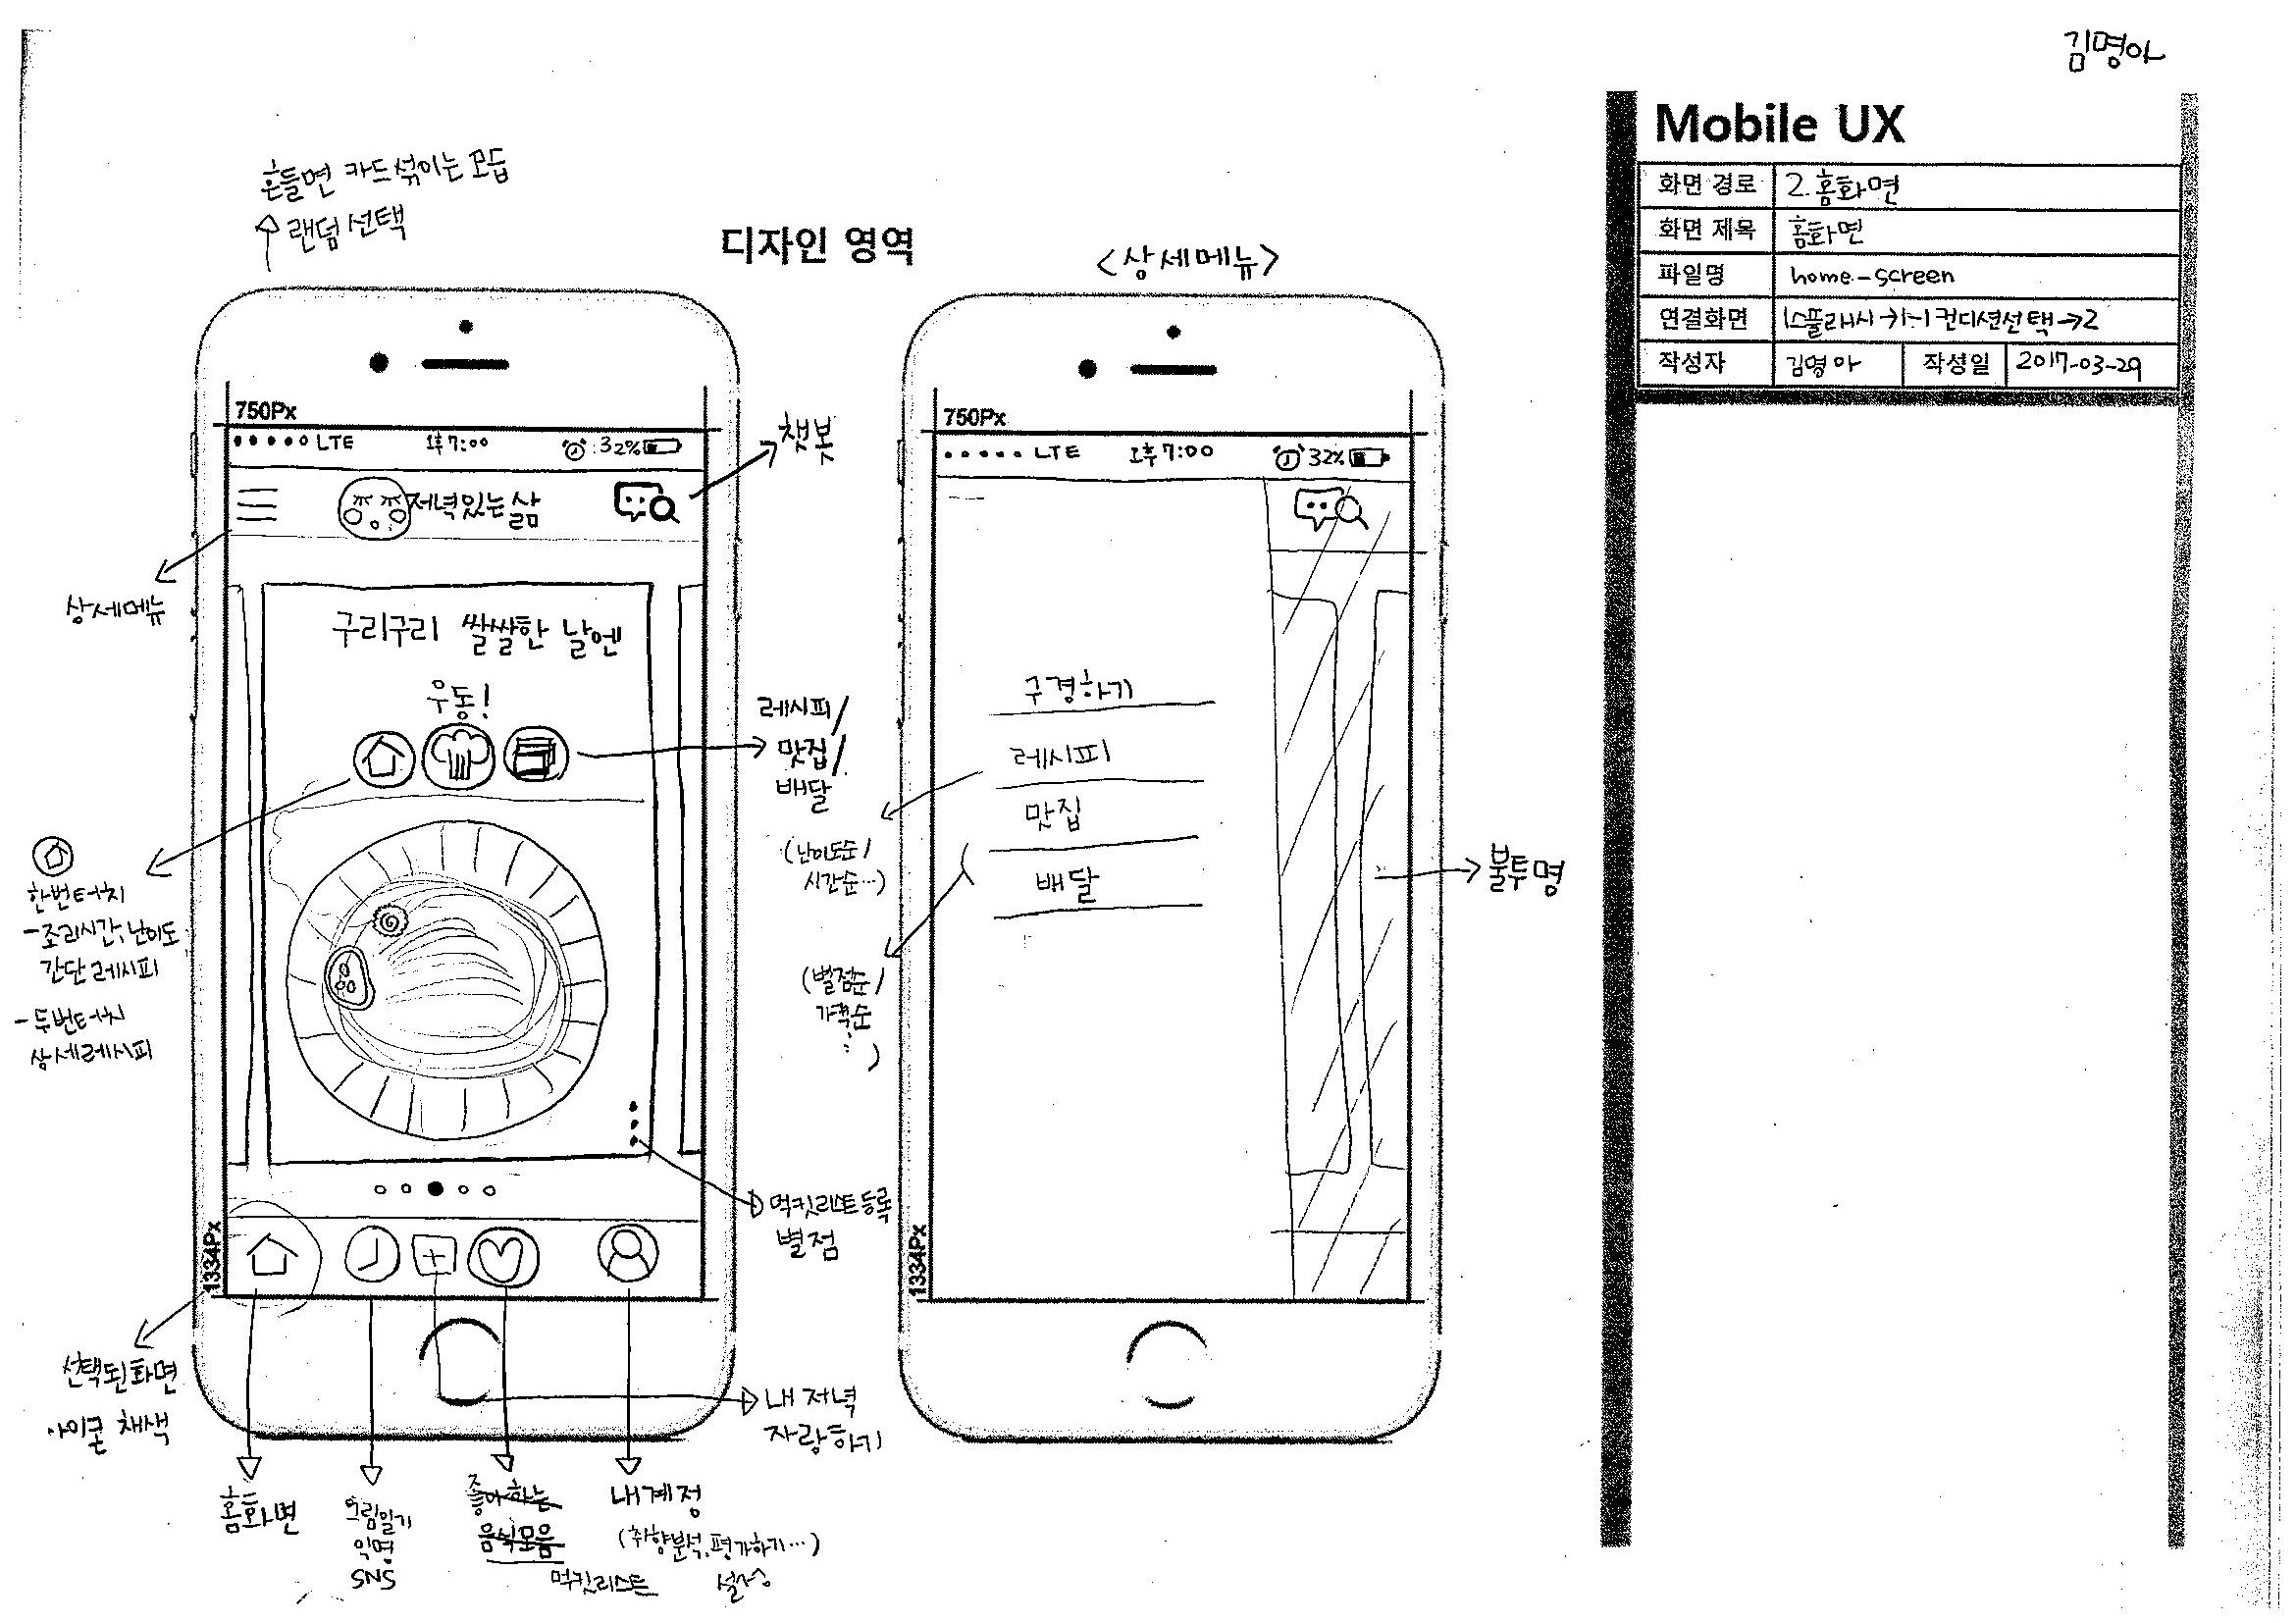 김명아
Mobile UX
화면 경로 2. 홈화면
화면 제목 홈화면
파일명 home-screen
연결화면 1스플래시→1-1컨디션선택→2
작성자 김명아 작성일 2017-03-29
흔들면 카드섞이는 모습
랜덤 선택
디자인 영역
<상세메뉴>
750Px
LTE 오후7:00 32%
저녁있는삶
챗봇
상세메뉴
구리구리 쌀쌀한 날엔
우동!
레시피/
맛집/
배달
한번터치
-조리시간,난이도
간단레시피
-두번터치
상세레시피
먹킷리스트등록
별점
1334Px
선택된화면
아이콘 채색
내 저녁
자랑하기
홈화면
그림일기
익명
SNS
좋아하는
음식모음
먹킷리스트
내계정
(취향분석,평가하기...)
설정
750Px
LTE 오후7:00 32%
구경하기
레시피
맛집
배달
(난이도순/
시간순...)
(별점순/
가격순
)
불투명
1334Px